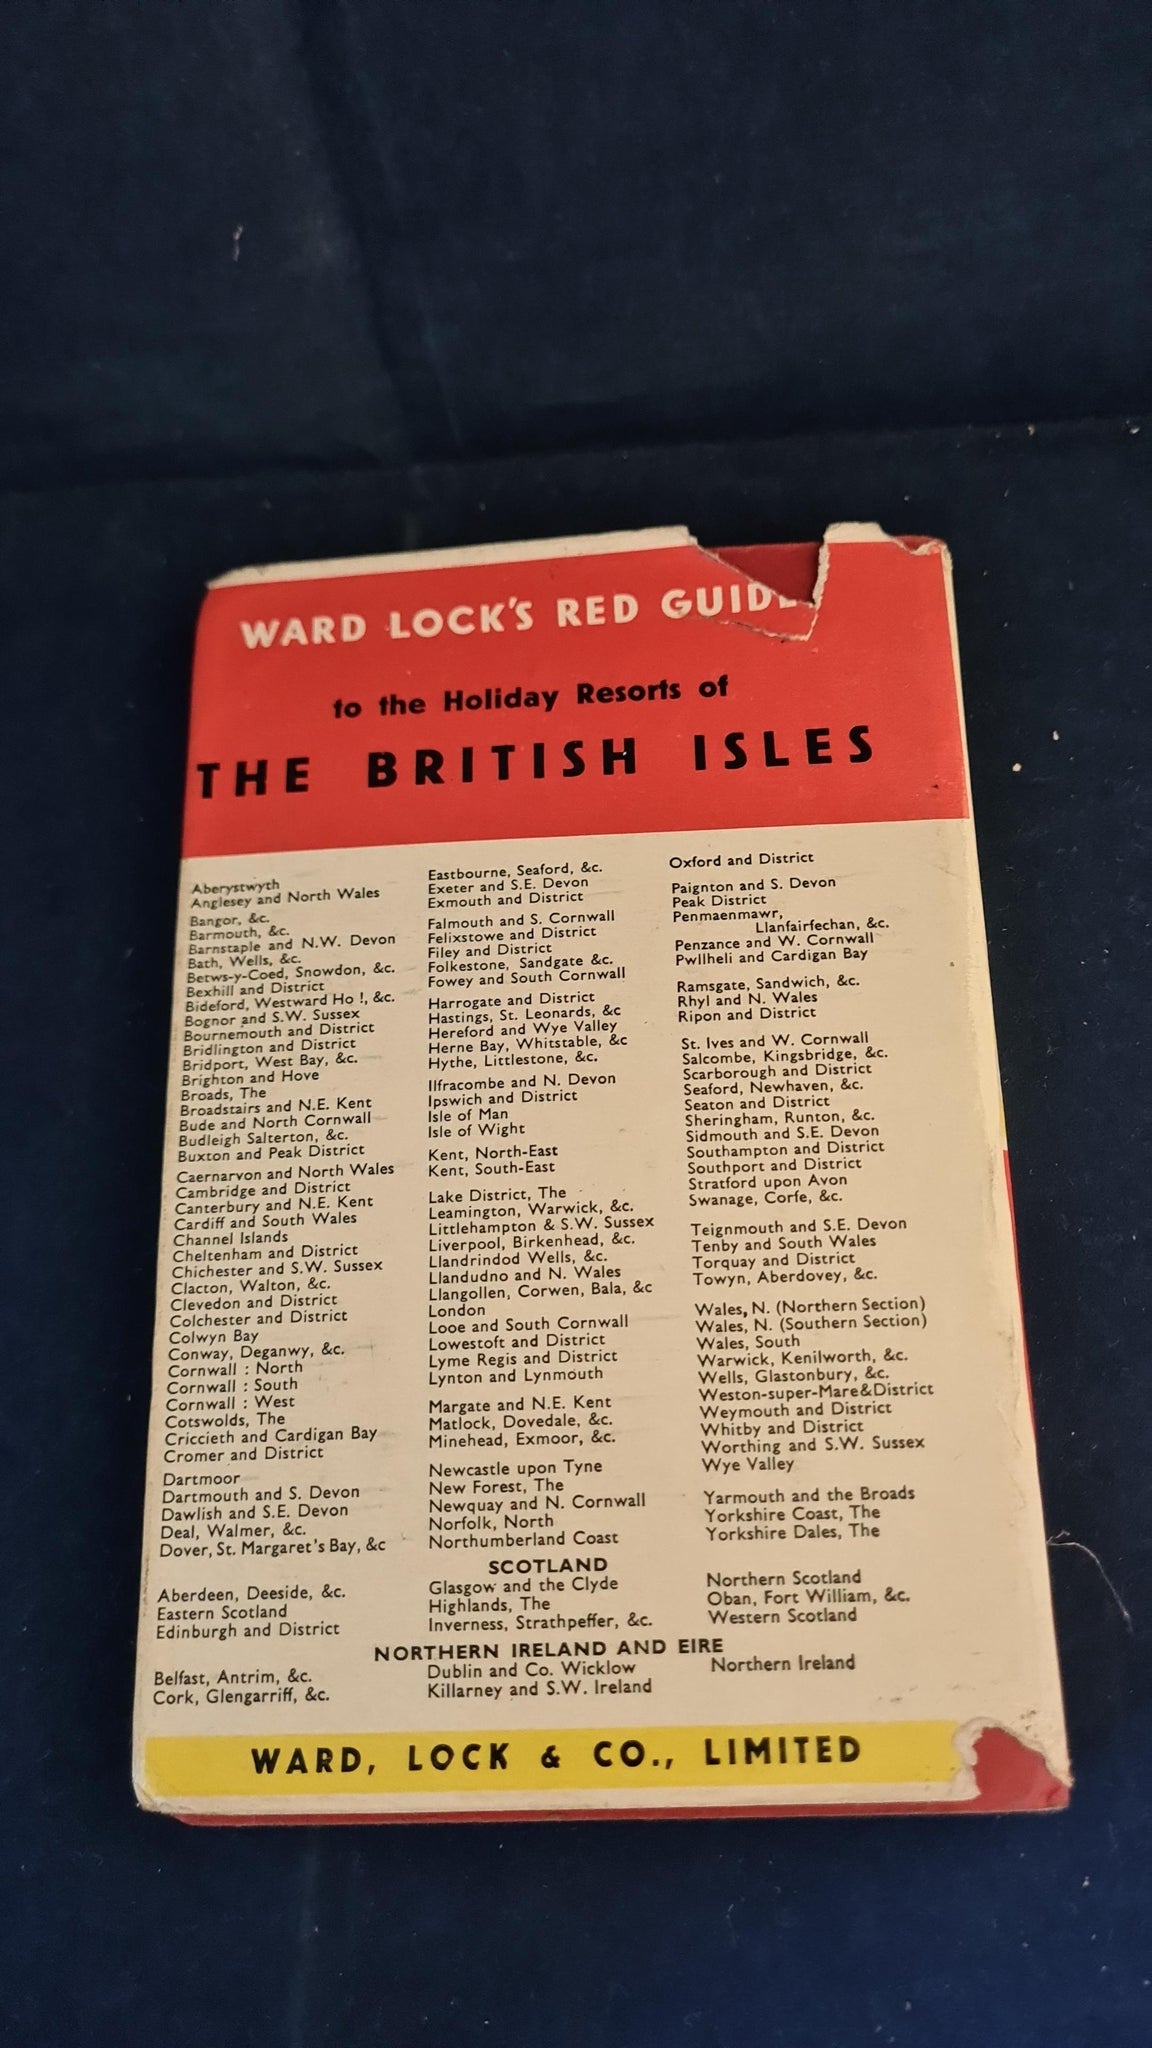 WARD LOCK'S RED GUIDE
to the Holiday Resorts of
THE BRITISH ISLES
Aberystwyth
Anglesey and North Wales
Bangor, &c.
Barmouth, &c.
Barnstaple and N.W. Devon
Bath, Wells, &c.
Betws-y-Coed, Snowdon, &c.
Bexhill and District
Bideford, Westward Ho !, &c.
Bognor and S.W. Sussex
Bournemouth and District
Bridlington and District
Bridport, West Bay, &c.
Brighton and Hove
Broads, The
Broadstairs and N.E. Kent
Bude and North Cornwall
Budleigh Salterton, &c.
Buxton and Peak District
Caernarvon and North Wales
Cambridge and District
Canterbury and N.E. Kent
Cardiff and South Wales
Channel Islands
Cheltenham and District
Chichester and S.W. Sussex
Clacton, Walton, &c.
Clevedon and District
Colchester and District
Colwyn Bay
Conway, Deganwy, &c.
Cornwall : North
Cornwall : South
Cornwall : West
Cotswolds, The
Criccieth and Cardigan Bay
Cromer and District
Dartmoor
Dartmouth and S. Devon
Dawlish and S.E. Devon
Deal, Walmer, &c.
Dover, St. Margaret's Bay, &c
Eastbourne, Seaford, &c.
Exeter and S.E. Devon
Exmouth and District
Falmouth and S. Cornwall
Felixstowe and District
Filey and District
Folkestone, Sandgate &c.
Fowey and South Cornwall
Harrogate and District
Hastings, St. Leonards, &c
Hereford and Wye Valley
Herne Bay, Whitstable, &c
Hythe, Littlestone, &c.
Ilfracombe and N. Devon
Ipswich and District
Isle of Man
Isle of Wight
Kent, North-East
Kent, South-East
Lake District, The
Leamington, Warwick, &c.
Littlehampton & S.W. Sussex
Liverpool, Birkenhead, &c.
Llandrindod Wells, &c.
Llandudno and N. Wales
Llangollen, Corwen, Bala, &c
London
Looe and South Cornwall
Lowestoft and District
Lyme Regis and District
Lynton and Lynmouth
Margate and N.E. Kent
Matlock, Dovedale, &c.
Minehead, Exmoor, &c.
Newcastle upon Tyne
New Forest, The
Newquay and N. Cornwall
Norfolk, North
Northumberland Coast
Oxford and District
Paignton and S. Devon
Peak District
Penmaenmawr,
Llanfairfechan, &c.
Penzance and W. Cornwall
Pwllheli and Cardigan Bay
Ramsgate, Sandwich, &c.
Rhyl and N. Wales
Ripon and District
St. Ives and W. Cornwall
Salcombe, Kingsbridge, &c.
Scarborough and District
Seaford, Newhaven, &c.
Seaton and District
Sheringham, Runton, &c.
Sidmouth and S.E. Devon
Southampton and District
Southport and District
Stratford upon Avon
Swanage, Corfe, &c.
Teignmouth and S.E. Devon
Tenby and South Wales
Torquay and District
Towyn, Aberdovey, &c.
Wales, N. (Northern Section)
Wales, N. (Southern Section)
Wales, South
Warwick, Kenilworth, &c.
Wells, Glastonbury, &c.
Weston-super-Mare&District
Weymouth and District
Whitby and District
Worthing and S.W. Sussex
Wye Valley
Yarmouth and the Broads
Yorkshire Coast, The
Yorkshire Dales, The
SCOTLAND
Aberdeen, Deeside, &c.
Eastern Scotland
Edinburgh and District
Glasgow and the Clyde
Highlands, The
Inverness, Strathpeffer, &c.
Northern Scotland
Oban, Fort William, &c.
Western Scotland
NORTHERN IRELAND AND EIRE
Belfast, Antrim, &c.
Cork, Glengarriff, &c.
Dublin and Co. Wicklow
Killarney and S.W. Ireland
Northern Ireland
WARD, LOCK & CO., LIMITED